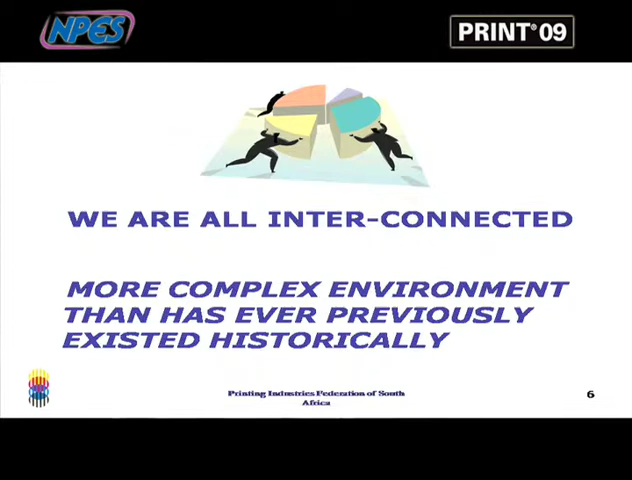 NPES
PRINT® 09
WE ARE ALL INTER-CONNECTED
MORE COMPLEX ENVIRONMENT
THAN HAS EVER PREVIOUSLY
EXISTED HISTORICALLY
Printing Industries Federation of South
Africa
6